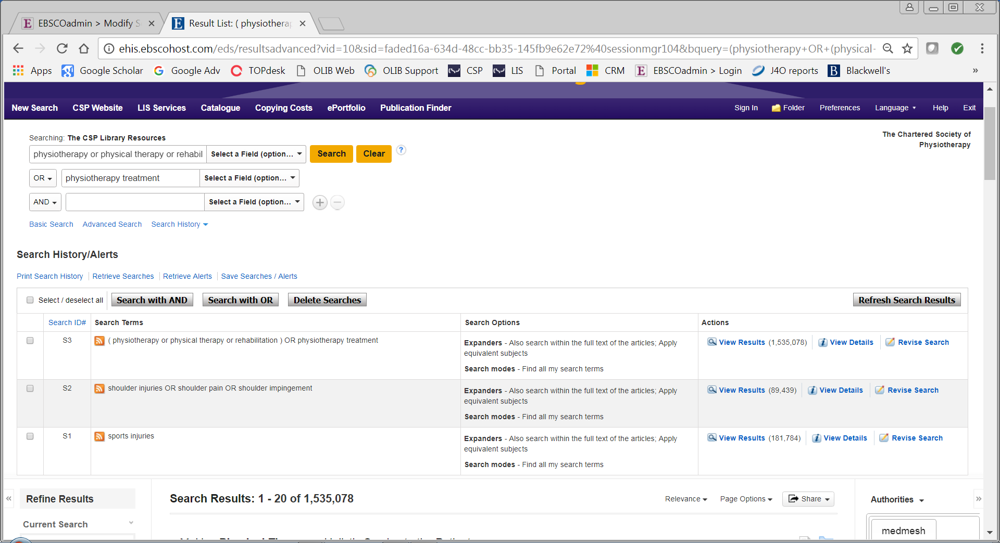 EBSCOadmin > Modify S
Result List: ( physiotherap
ehis.ebscohost.com/eds/resultsadvanced?vid=10&sid=faded16a-634d-48cc-bb35-145fb9e62e72%40sessionmgr104&bquery=(physiotherapy+OR+(physical-
Apps Google Scholar Google Adv TOPdesk OLIB Web OLIB Support CSP LIS Portal CRM EBSCOadmin > Login J4O reports Blackwell's »
New Search CSP Website LIS Services Catalogue Copying Costs ePortfolio Publication Finder Sign In Folder Preferences Language Help Exit
Searching: The CSP Library Resources
The Chartered Society of
Physiotherapy
physiotherapy or physical therapy or rehabil Select a Field (option... Search Clear ?
OR physiotherapy treatment Select a Field (option...
AND Select a Field (option...
Basic Search Advanced Search Search History
Search History/Alerts
Print Search History Retrieve Searches Retrieve Alerts Save Searches / Alerts
Select / deselect all Search with AND Search with OR Delete Searches Refresh Search Results
Search ID# Search Terms Search Options Actions
S3 ( physiotherapy or physical therapy or rehabilitation ) OR physiotherapy treatment
Expanders - Also search within the full text of the articles; Apply
equivalent subjects
Search modes - Find all my search terms
View Results (1,535,078) View Details Revise Search
S2 shoulder injuries OR shoulder pain OR shoulder impingement
Expanders - Also search within the full text of the articles; Apply
equivalent subjects
Search modes - Find all my search terms
View Results (89,439) View Details Revise Search
S1 sports injuries
Expanders - Also search within the full text of the articles; Apply
equivalent subjects
Search modes - Find all my search terms
View Results (181,784) View Details Revise Search
« Refine Results
Current Search
Search Results: 1 - 20 of 1,535,078
Relevance Page Options Share
Authorities »
medmesh